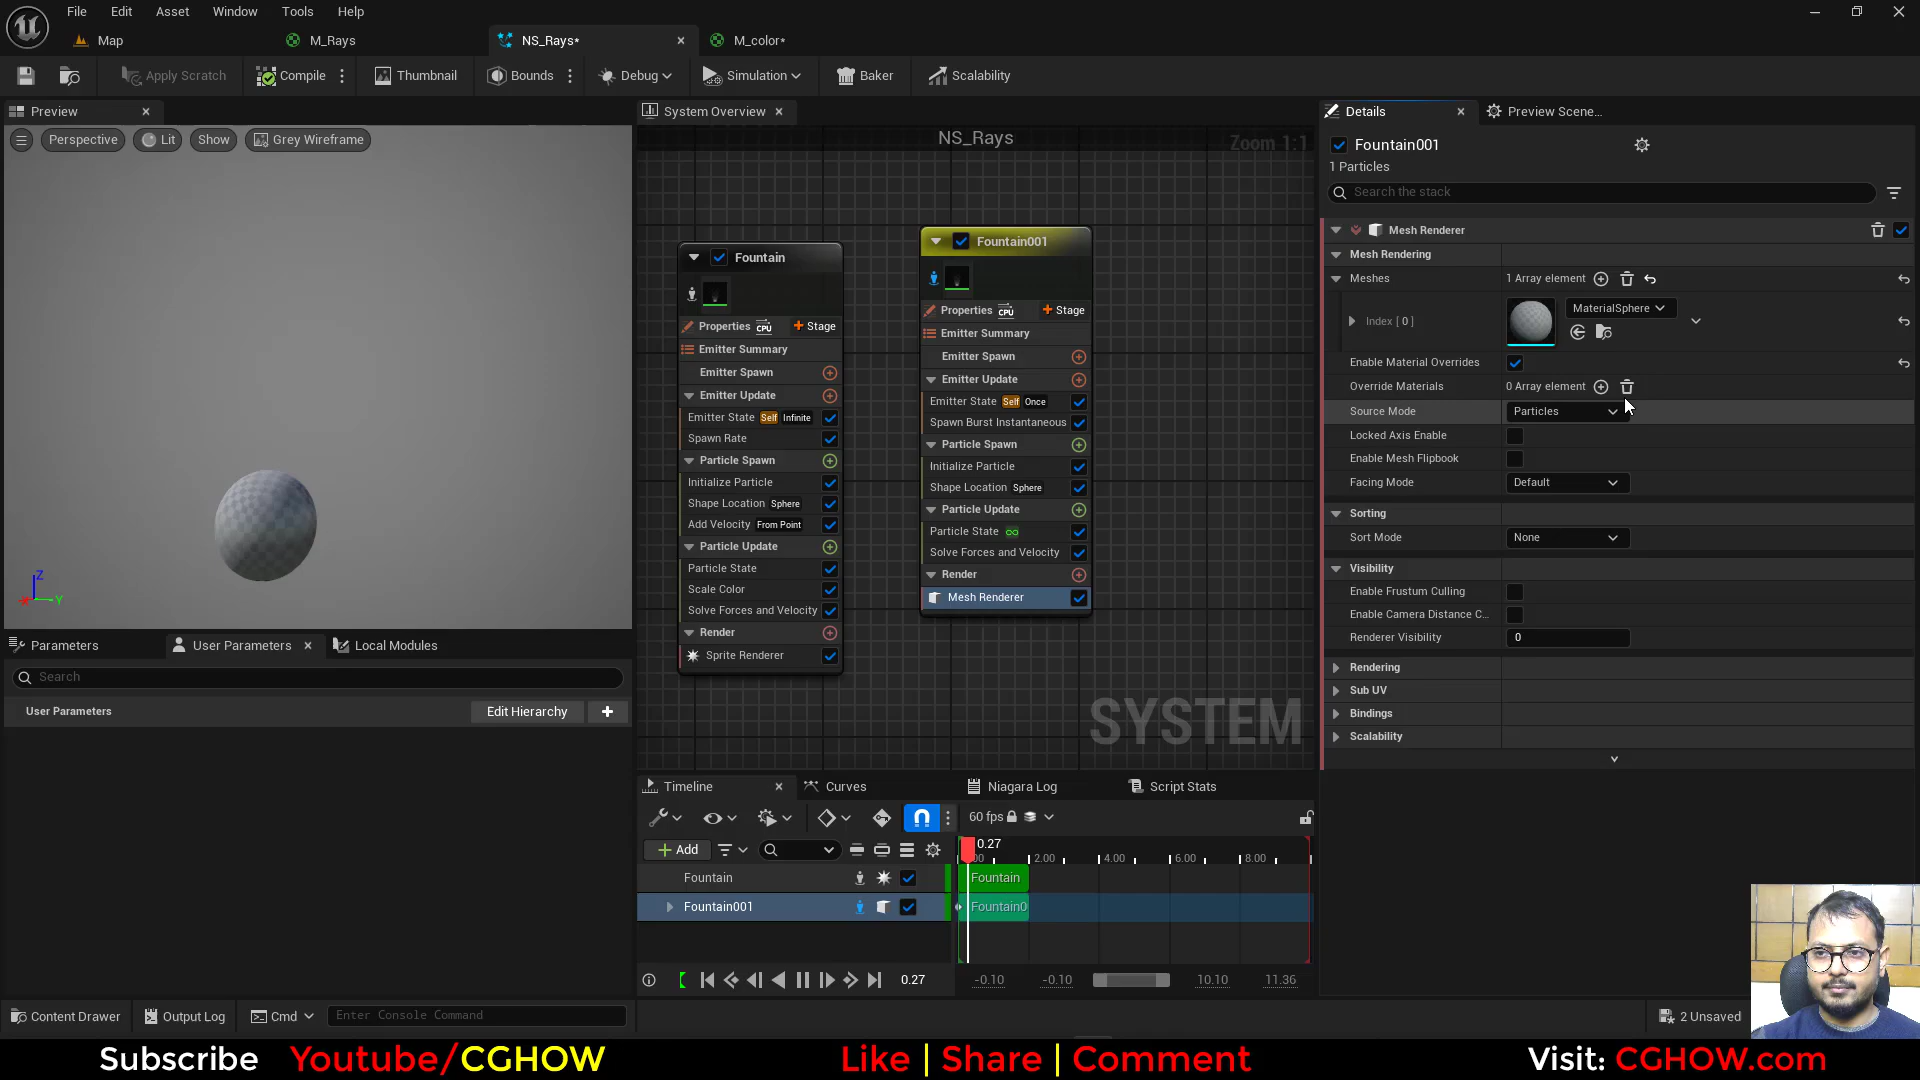 File Edit Asset Window Tools Help
Map M_Rays NS_Rays* M_color*
Apply Scratch Compile Thumbnail Bounds Debug Simulation Baker Scalability
Preview
Perspective Lit Show Grey Wireframe
Z
Y
Parameters User Parameters Local Modules
Search
User Parameters Edit Hierarchy
System Overview
NS_Rays
Zoom 1:1
Fountain
Properties CPU Stage
Emitter Summary
Emitter Spawn
Emitter Update
Emitter State Self Infinite
Spawn Rate
Particle Spawn
Initialize Particle
Shape Location Sphere
Add Velocity From Point
Particle Update
Particle State
Scale Color
Solve Forces and Velocity
Render
Sprite Renderer
Fountain001
Properties CPU Stage
Emitter Summary
Emitter Spawn
Emitter Update
Emitter State Self Once
Spawn Burst Instantaneous
Particle Spawn
Initialize Particle
Shape Location Sphere
Particle Update
Particle State
Solve Forces and Velocity
Render
Mesh Renderer
SYSTEM
Timeline Curves Niagara Log Script Stats
60 fps
Add
0.27
2.00 4.00 6.00 8.00
Fountain Fountain
Fountain001 Fountain0
0.27 -0.10 -0.10 10.10 11.36
Details Preview Scene...
Fountain001
1 Particles
Search the stack
Mesh Renderer
Mesh Rendering
Meshes 1 Array element
Index [ 0 ] MaterialSphere
Enable Material Overrides
Override Materials 0 Array element
Source Mode Particles
Locked Axis Enable
Enable Mesh Flipbook
Facing Mode Default
Sorting
Sort Mode None
Visibility
Enable Frustum Culling
Enable Camera Distance C...
Renderer Visibility 0
Rendering
Sub UV
Bindings
Scalability
Content Drawer Output Log Cmd Enter Console Command 2 Unsaved
Subscribe Youtube/CGHOW Like | Share | Comment Visit: CGHOW.com